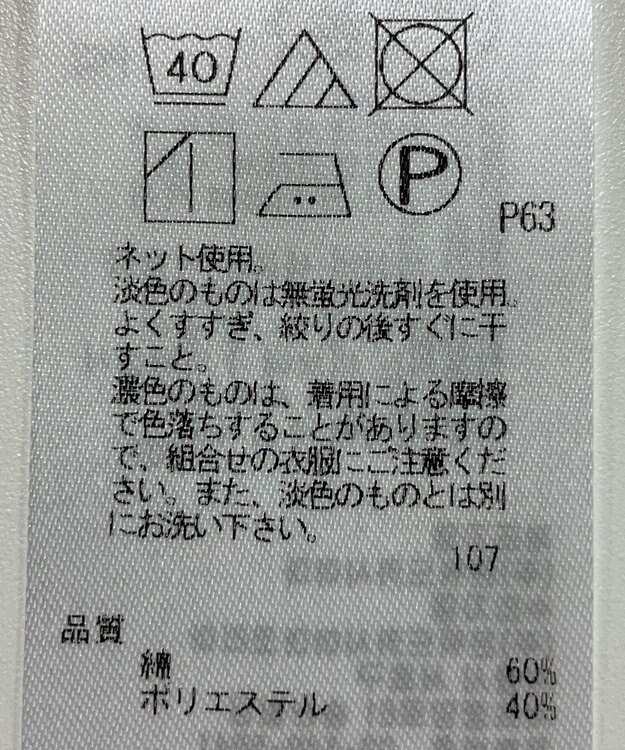 40
P
P63
ネット使用。
淡色のものは無蛍光洗剤を使用。
よくすすぎ、絞りの後すぐに干
すこと。
濃色のものは、着用による摩擦
で色落ちすることがありますの
で、組合せの衣服にご注意くだ
さい。また、淡色のものとは別
にお洗い下さい。
107
品質
綿 60%
ポリエステル 40%